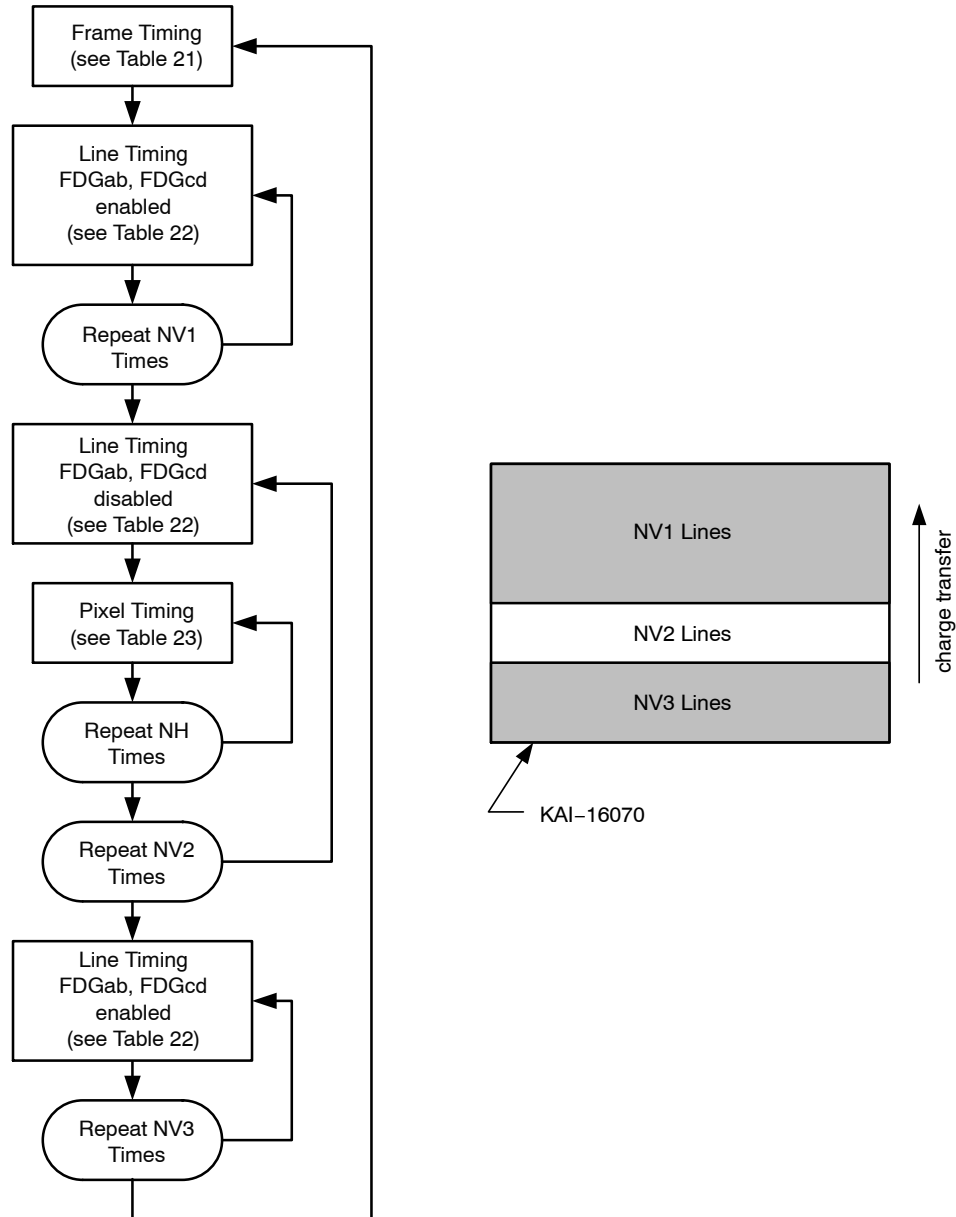 Frame Timing
(see Table 21)
Line Timing
FDGab, FDGcd
enabled
(see Table 22)
Repeat NV1
Times
Line Timing
FDGab, FDGcd
disabled
(see Table 22)
Pixel Timing
(see Table 23)
Repeat NH
Times
Repeat NV2
Times
Line Timing
FDGab, FDGcd
enabled
(see Table 22)
Repeat NV3
Times
NV1 Lines
NV2 Lines
NV3 Lines
charge transfer
KAI−16070